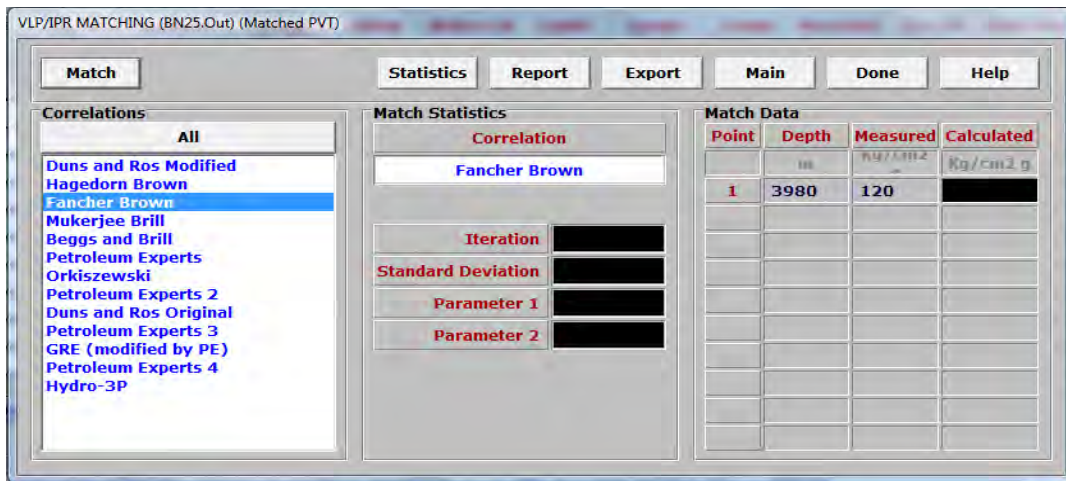 VLP/IPR MATCHING (BN25.Out) (Matched PVT)
Match Statistics Report Export Main Done Help
Correlations
All
Duns and Ros Modified
Hagedorn Brown
Fancher Brown
Mukerjee Brill
Beggs and Brill
Petroleum Experts
Orkiszewski
Petroleum Experts 2
Duns and Ros Original
Petroleum Experts 3
GRE (modified by PE)
Petroleum Experts 4
Hydro-3P
Match Statistics
Correlation
Fancher Brown
Iteration
Standard Deviation
Parameter 1
Parameter 2
Match Data
Point Depth Measured Calculated
m Kg/cm2 Kg/cm2 g
1 3980 120